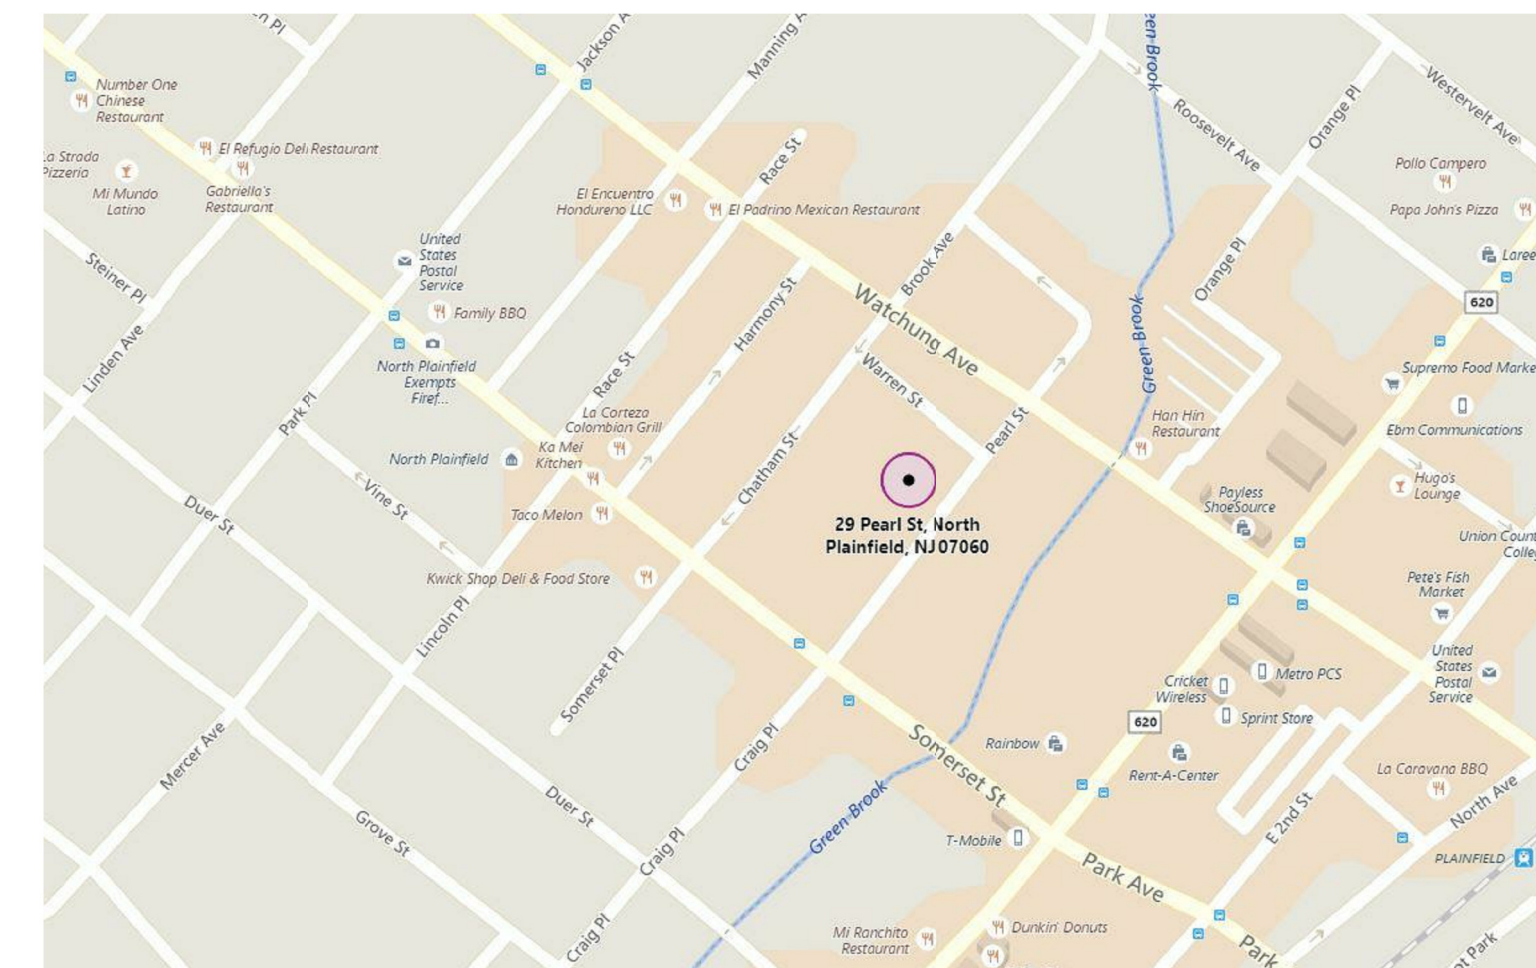 Jackson
Manning
Green Brook
Number One
Chinese
Restaurant
El Refugio Deli Restaurant
La Strada
Pizzeria
Mi Mundo
Latino
Gabriella's
Restaurant
Race St
Roosevelt Ave
Orange Pl
Westervelt Ave
Pollo Campero
Papa John's Pizza
El Encuentro
Hondureno LLC
El Padrino Mexican Restaurant
United
States
Postal
Service
Steiner Pl
Brook Ave
Orange Pl
620
Family BBQ
Harmony St
Watchung Ave
Green Brook
Linden Ave
North Plainfield
Exempts
Firef...
Race St
Warren St
Supremo Food Marke
Park Pl
La Corteza
Colombian Grill
Pearl St
Han Hin
Restaurant
Ebm Communications
Ka Mei
Kitchen
North Plainfield
Chatham St
Payless
ShoeSource
Hugo's
Lounge
Vine St
Duer St
Taco Melon
29 Pearl St, North
Plainfield, NJ 07060
Union Count
Colle
Kwick Shop Deli & Food Store
Pete's Fish
Market
Lincoln Pl
Somerset Pl
United
States
Postal
Service
Metro PCS
Cricket
Wireless
Sprint Store
620
Craig Pl
Somerset St
Rainbow
Rent-A-Center
Mercer Ave
La Caravana BBQ
Green Brook
Duer St
North Ave
Grove St
E 2nd St
T-Mobile
Craig Pl
PLAINFIELD
Park Ave
Craig Pl
Mi Ranchito
Restaurant
Dunkin' Donuts
Park
Park